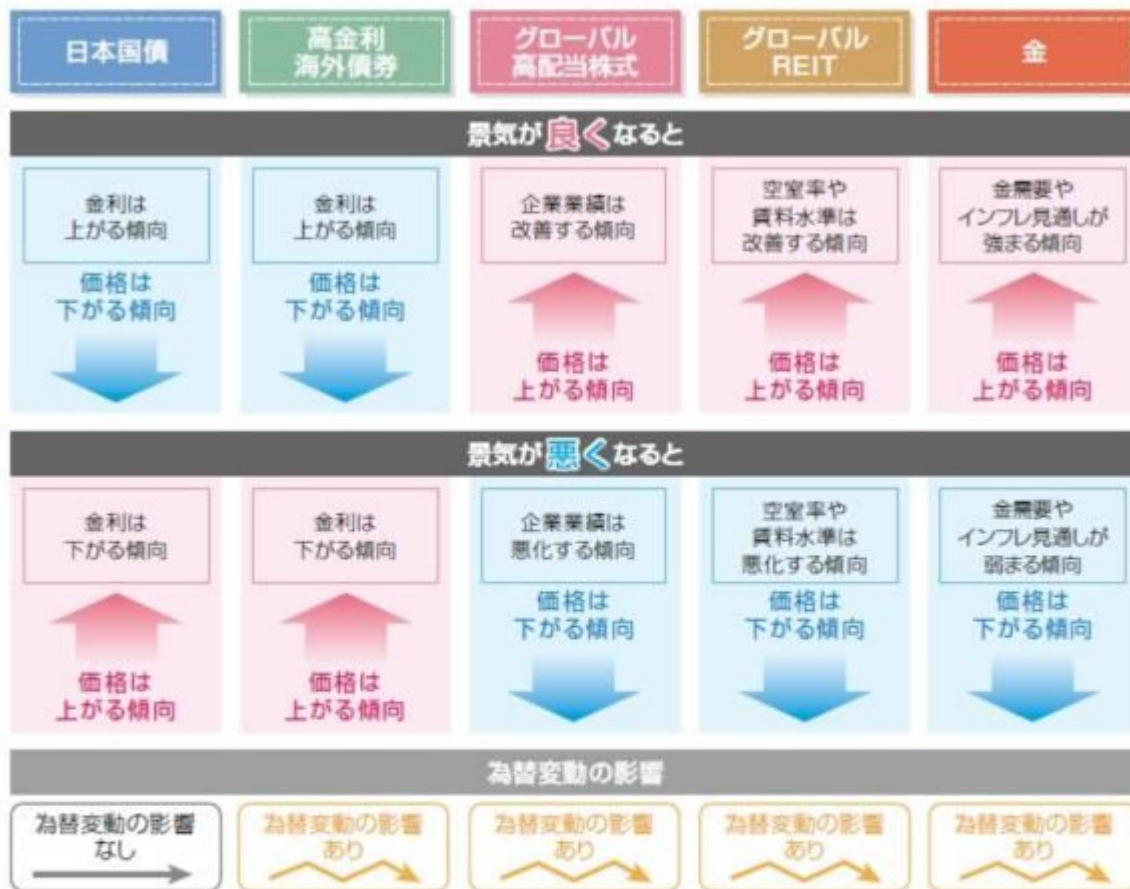 日本国債
高金利
海外債券
グローバル
高配当株式
グローバル
REIT
金
景気が良くなると
金利は
上がる傾向
価格は
下がる傾向
金利は
上がる傾向
価格は
下がる傾向
企業業績は
改善する傾向
価格は
上がる傾向
空室率や
賃料水準は
改善する傾向
価格は
上がる傾向
金需要や
インフレ見通しが
強まる傾向
価格は
上がる傾向
景気が悪くなると
金利は
下がる傾向
価格は
上がる傾向
金利は
下がる傾向
価格は
上がる傾向
企業業績は
悪化する傾向
価格は
下がる傾向
空室率や
賃料水準は
悪化する傾向
価格は
下がる傾向
金需要や
インフレ見通しが
弱まる傾向
価格は
下がる傾向
為替変動の影響
為替変動の影響
なし
為替変動の影響
あり
為替変動の影響
あり
為替変動の影響
あり
為替変動の影響
あり